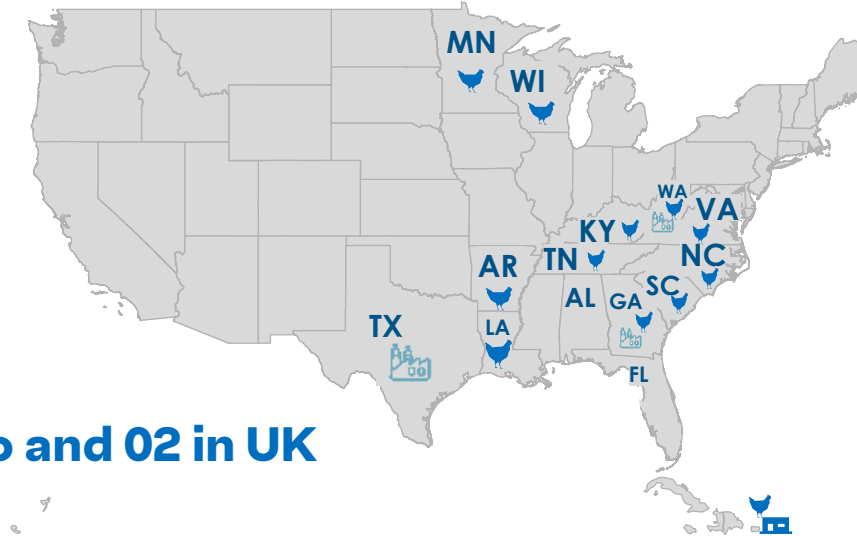 MN
WI
WA
VA
KY
NC
TN
AR
SC
AL
GA
TX
LA
FL
o and 02 in UK